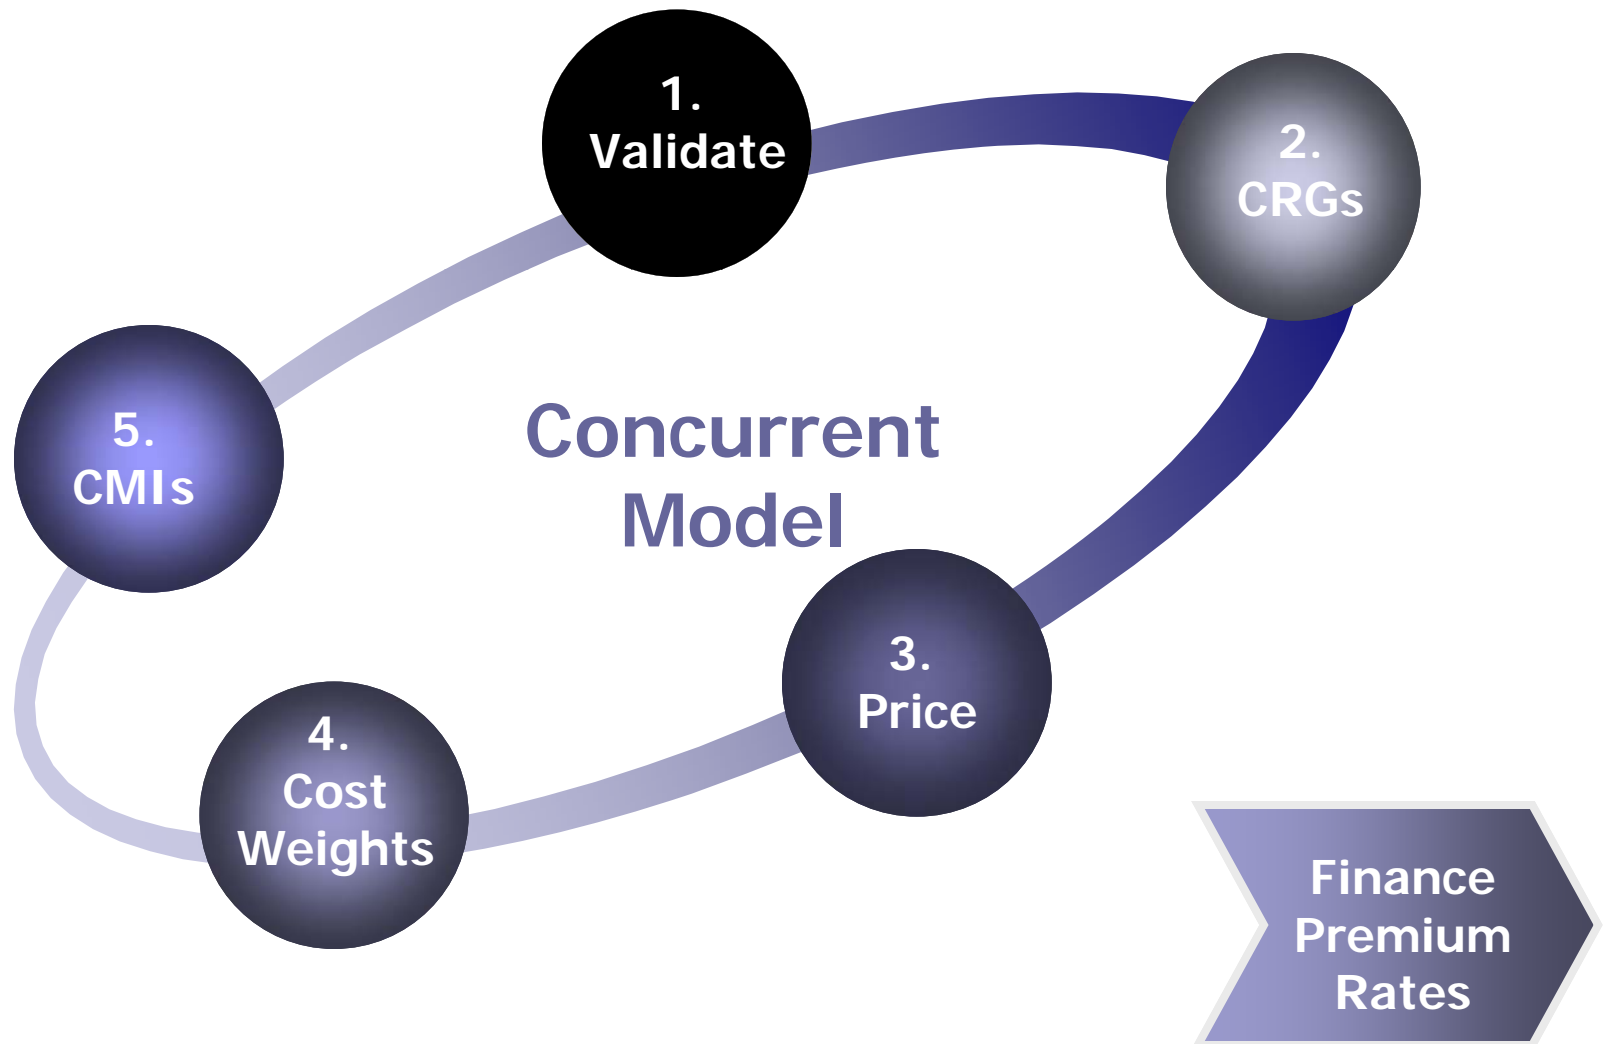 1.
Validate
2.
CRGs
Concurrent
Model
3.
Price
4.
Cost
Weights
5.
CMIs
Finance
Premium
Rates